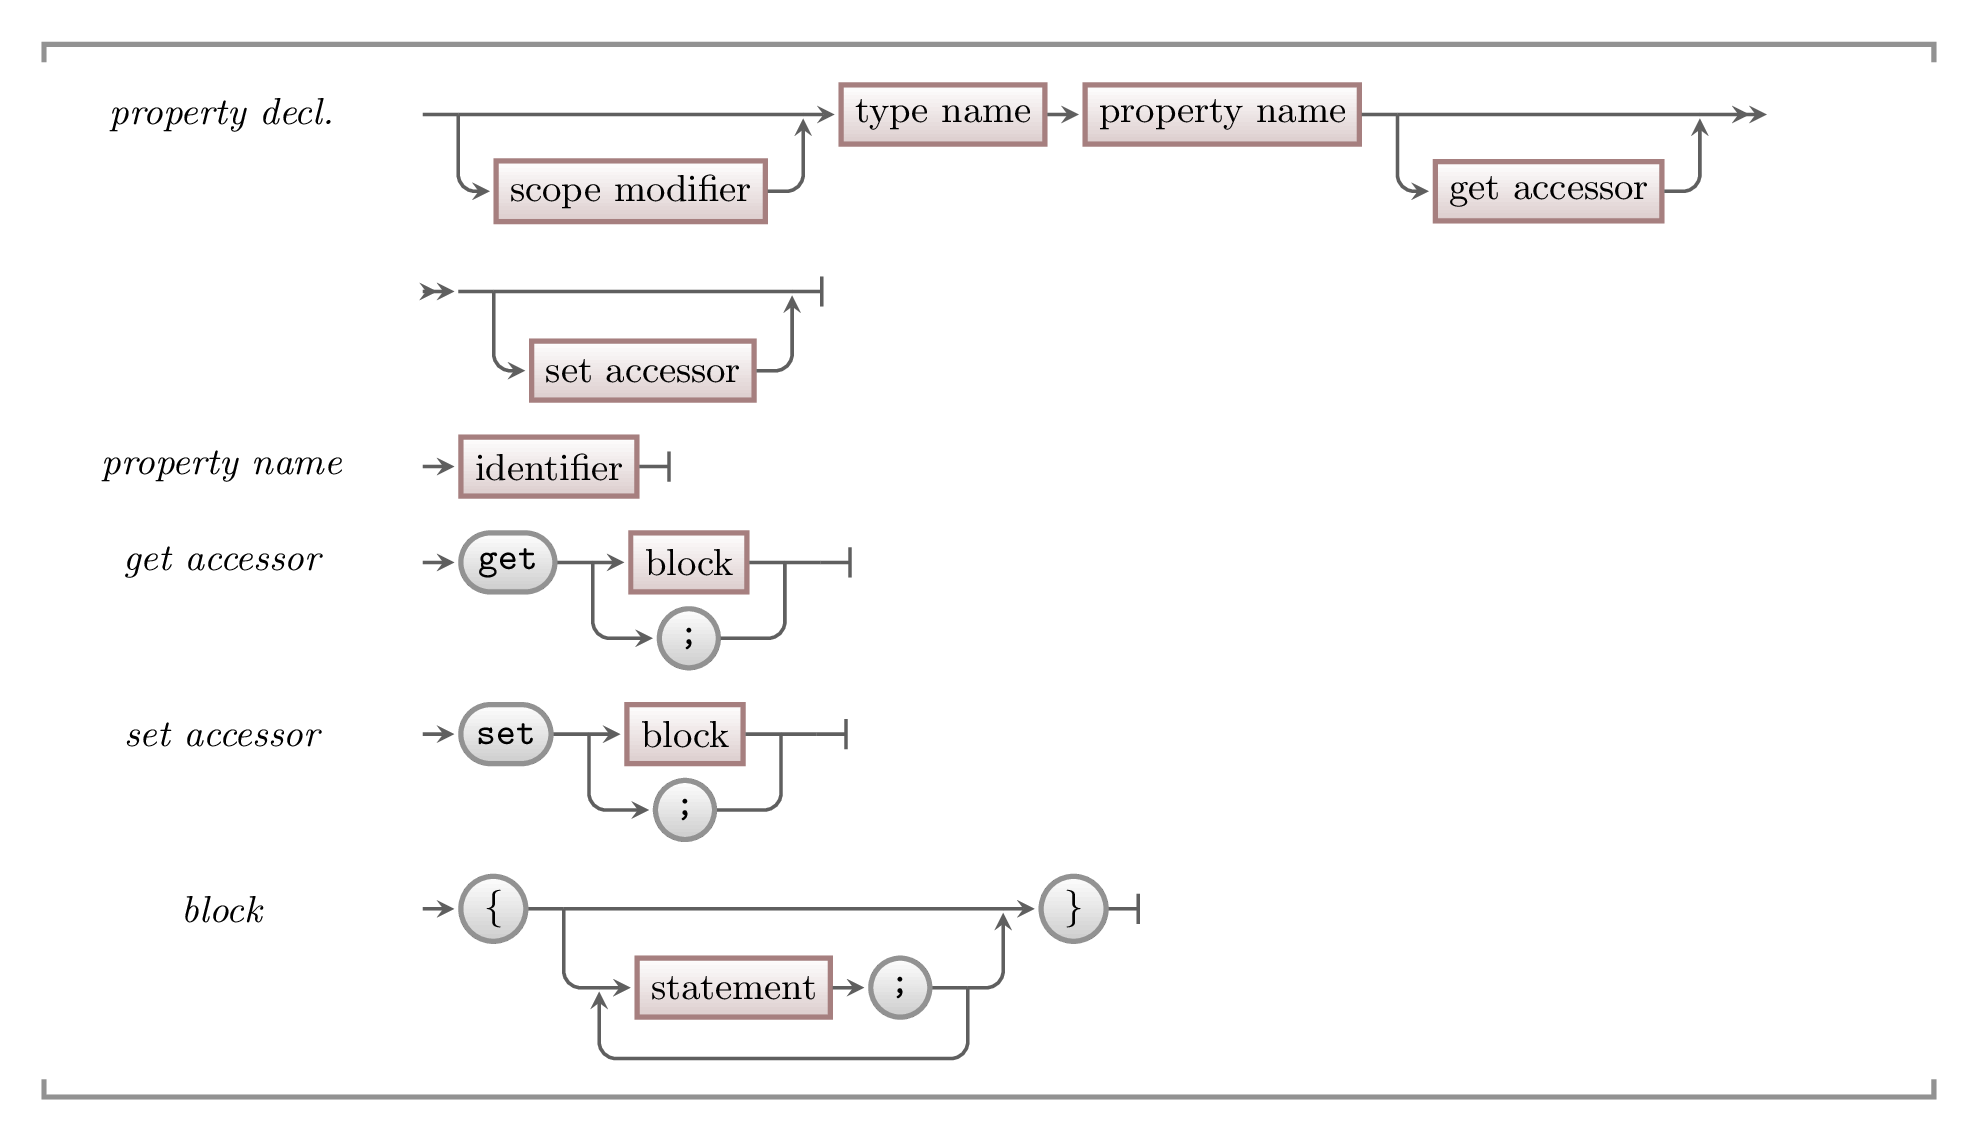 property decl. type name property name
scope modifier get accessor
set accessor
property name identifier
get accessor get block
;
set accessor set block
;
block { }
statement ;